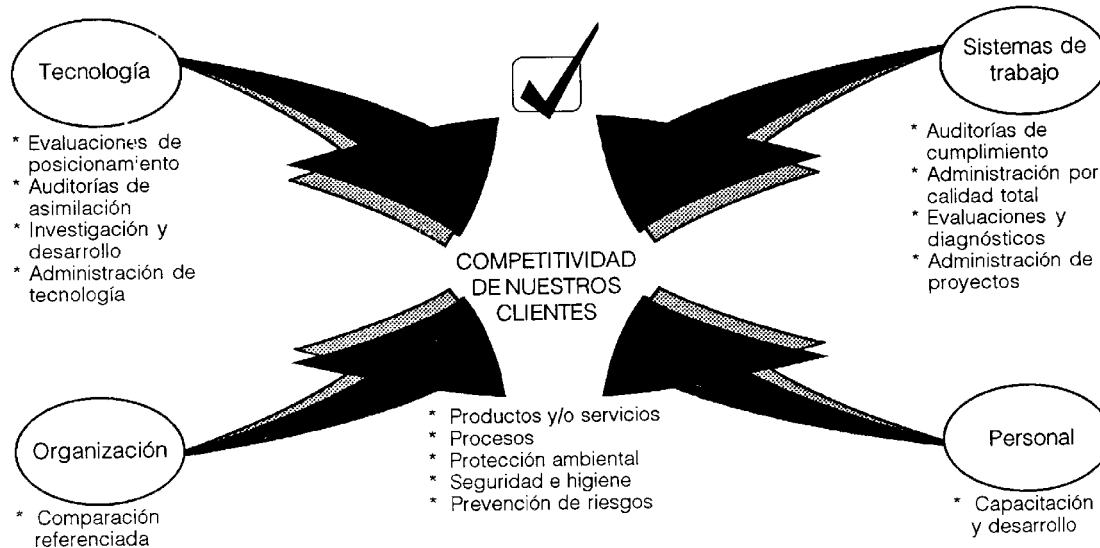 Tecnología
* Evaluaciones de
posicionamiento
* Auditorías de
asimilación
* Investigación y
desarrollo
* Administración de
tecnología
Sistemas de
trabajo
* Auditorías de
cumplimiento
* Administración por
calidad total
* Evaluaciones y
diagnósticos
* Administración de
proyectos
COMPETITIVIDAD
DE NUESTROS
CLIENTES
* Productos y/o servicios
* Procesos
* Protección ambiental
* Seguridad e higiene
* Prevención de riesgos
Organización
* Comparación
referenciada
Personal
* Capacitación
y desarrollo